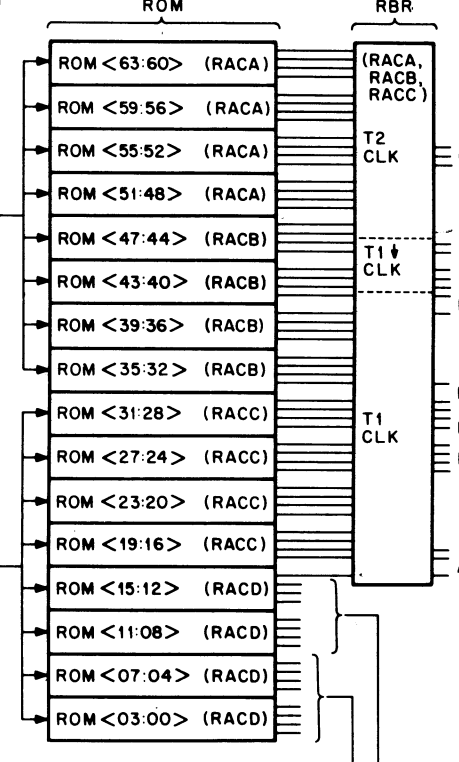 ROM
RBR
ROM <63:60> (RACA)
ROM <59:56> (RACA)
ROM <55:52> (RACA)
ROM <51:48> (RACA)
ROM <47:44> (RACB)
ROM <43:40> (RACB)
ROM <39:36> (RACB)
ROM <35:32> (RACB)
ROM <31:28> (RACC)
ROM <27:24> (RACC)
ROM <23:20> (RACC)
ROM <19:16> (RACC)
ROM <15:12> (RACD)
ROM <11:08> (RACD)
ROM <07:04> (RACD)
ROM <03:00> (RACD)
(RACA,
RACB,
RACC)
T2
CLK
T1 ↓
CLK
T1
CLK